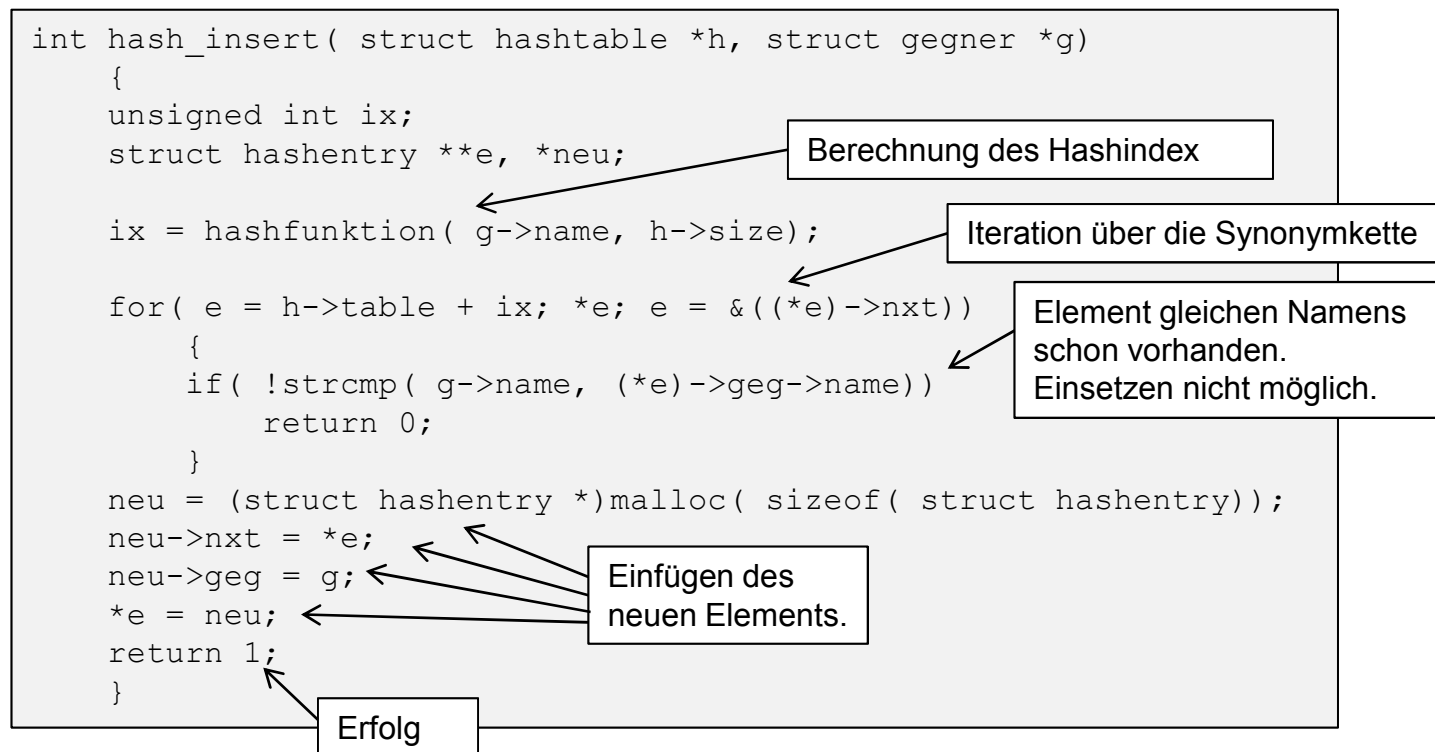 int hash_insert( struct hashtable *h, struct gegner *g)
{
unsigned int ix;
struct hashentry **e, *neu;
Berechnung des Hashindex
ix = hashfunktion( g->name, h->size);
Iteration über die Synonymkette
for( e = h->table + ix; *e; e = &((*e)->nxt))
{
Element gleichen Namens
schon vorhanden.
Einsetzen nicht möglich.
if( !strcmp( g->name, (*e)->geg->name))
return 0;
}
neu = (struct hashentry *)malloc( sizeof( struct hashentry));
neu->nxt = *e;
neu->geg = g;
*e = neu;
Einfügen des
neuen Elements.
return 1;
}
Erfolg